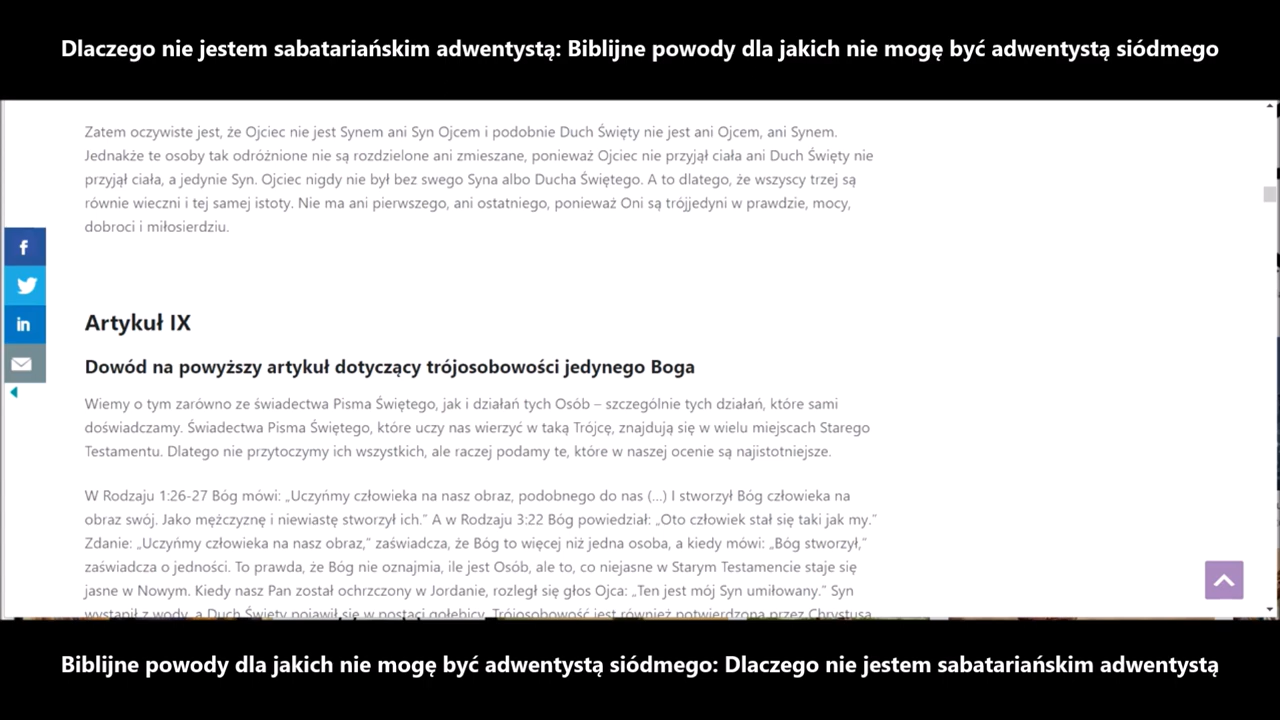 Dlaczego nie jestem sabatariańskim adwentystą: Biblijne powody dla jakich nie mogę być adwentystą siódmego
Zatem oczywiste jest, że Ojciec nie jest Synem ani Syn Ojcem i podobnie Duch Święty nie jest ani Ojcem, ani Synem.
Jednakże te osoby tak odróżnione nie są rozdzielone ani zmieszane, ponieważ Ojciec nie przyjął ciała ani Duch Święty nie
przyjął ciała, a jedynie Syn. Ojciec nigdy nie był bez swego Syna albo Ducha Świętego. A to dlatego, że wszyscy trzej są
równie wieczni i tej samej istoty. Nie ma ani pierwszego, ani ostatniego, ponieważ Oni są trójjedyni w prawdzie, mocy,
dobroci i miłosierdziu.
Artykuł IX
Dowód na powyższy artykuł dotyczący trójosobowości jedynego Boga
Wiemy o tym zarówno ze świadectwa Pisma Świętego, jak i działań tych Osób – szczególnie tych działań, które sami
doświadczamy. Świadectwa Pisma Świętego, które uczy nas wierzyć w taką Trójcę, znajdują się w wielu miejscach Starego
Testamentu. Dlatego nie przytoczymy ich wszystkich, ale raczej podamy te, które w naszej ocenie są najistotniejsze.
W Rodzaju 1:26-27 Bóg mówi: „Uczyńmy człowieka na nasz obraz, podobnego do nas (...) I stworzył Bóg człowieka na
obraz swój. Jako mężczyznę i niewiastę stworzył ich.” A w Rodzaju 3:22 Bóg powiedział: „Oto człowiek stał się taki jak my.”
Zdanie: „Uczyńmy człowieka na nasz obraz,” zaświadcza, że Bóg to więcej niż jedna osoba, a kiedy mówi: „Bóg stworzył,”
zaświadcza o jedności. To prawda, że Bóg nie oznajmia, ile jest Osób, ale to, co niejasne w Starym Testamencie staje się
jasne w Nowym. Kiedy nasz Pan został ochrzczony w Jordanie, rozległ się głos Ojca: „Ten jest mój Syn umiłowany.” Syn
wystąpił z wody, a Duch Święty pojawił się w postaci gołębicy. Trójosobowość jest również potwierdzona przez Chrystusa
Biblijne powody dla jakich nie mogę być adwentystą siódmego: Dlaczego nie jestem sabatariańskim adwentystą